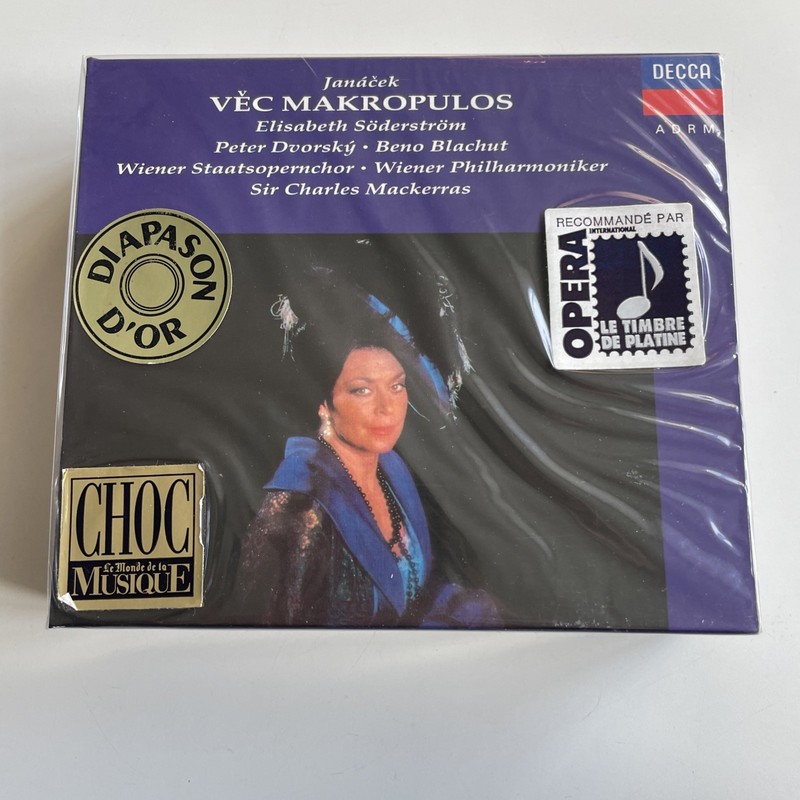 Janáček
VĚC MAKROPULOS
Elisabeth Söderström
Peter Dvorský · Beno Blachut
Wiener Staatsopernchor · Wiener Philharmoniker
Sir Charles Mackerras
DECCA
ADRM
DIAPASON
D'OR
RECOMMANDÉ PAR
OPERA
INTERNATIONAL
LE TIMBRE
DE PLATINE
CHOC
Le Monde de la
MUSIQUE